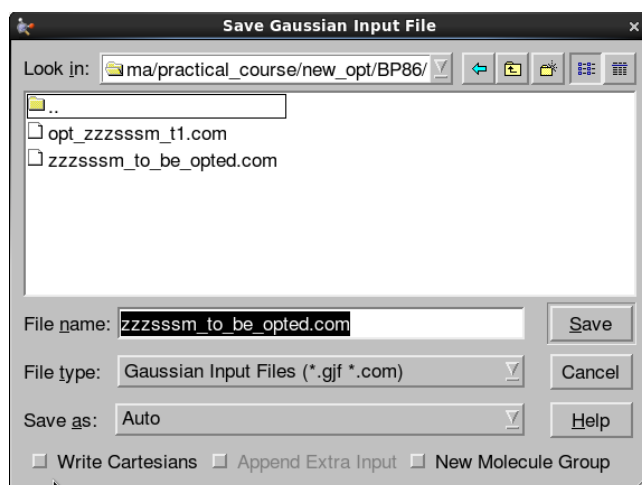 Save Gaussian Input File
Look in: ma/practical_course/new_opt/BP86/
..
opt_zzzsssm_t1.com
zzzsssm_to_be_opted.com
File name: zzzsssm_to_be_opted.com Save
File type: Gaussian Input Files (*.gjf *.com) Cancel
Save as: Auto Help
Write Cartesians Append Extra Input New Molecule Group